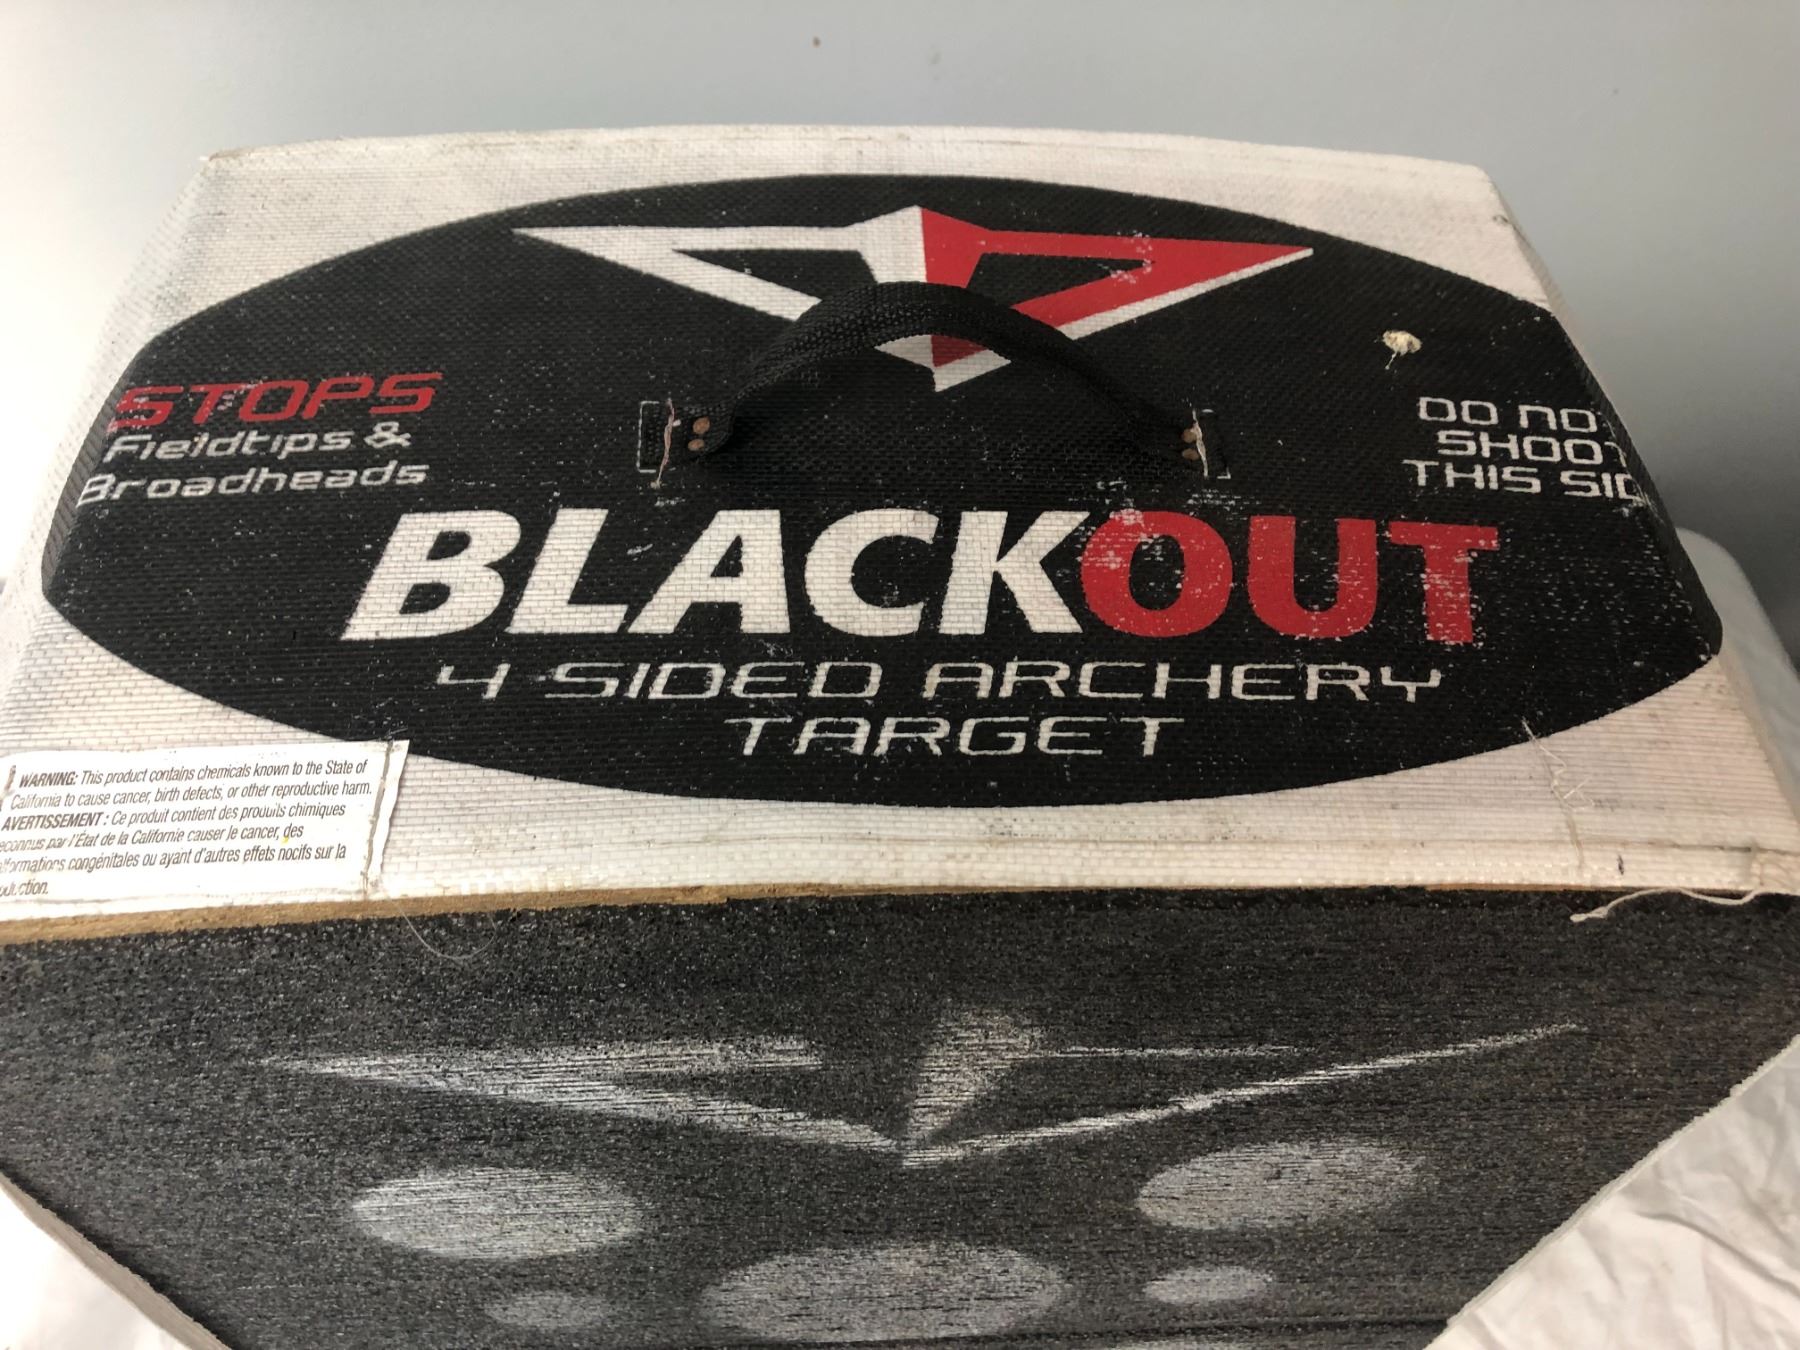 STOPS
Fieldtips &
Broadheads
DO NO
SHOOT
THIS SID
BLACKOUT
4-SIDED ARCHERY
TARGET
WARNING: This product contains chemicals known to the State of
California to cause cancer, birth defects, or other reproductive harm.
AVERTISSEMENT : Ce produit contient des produits chimiques
econnus par l'État de la Californie causer le cancer, des
formations congénitales ou ayant d'autres effets nocifs sur la
oduction.